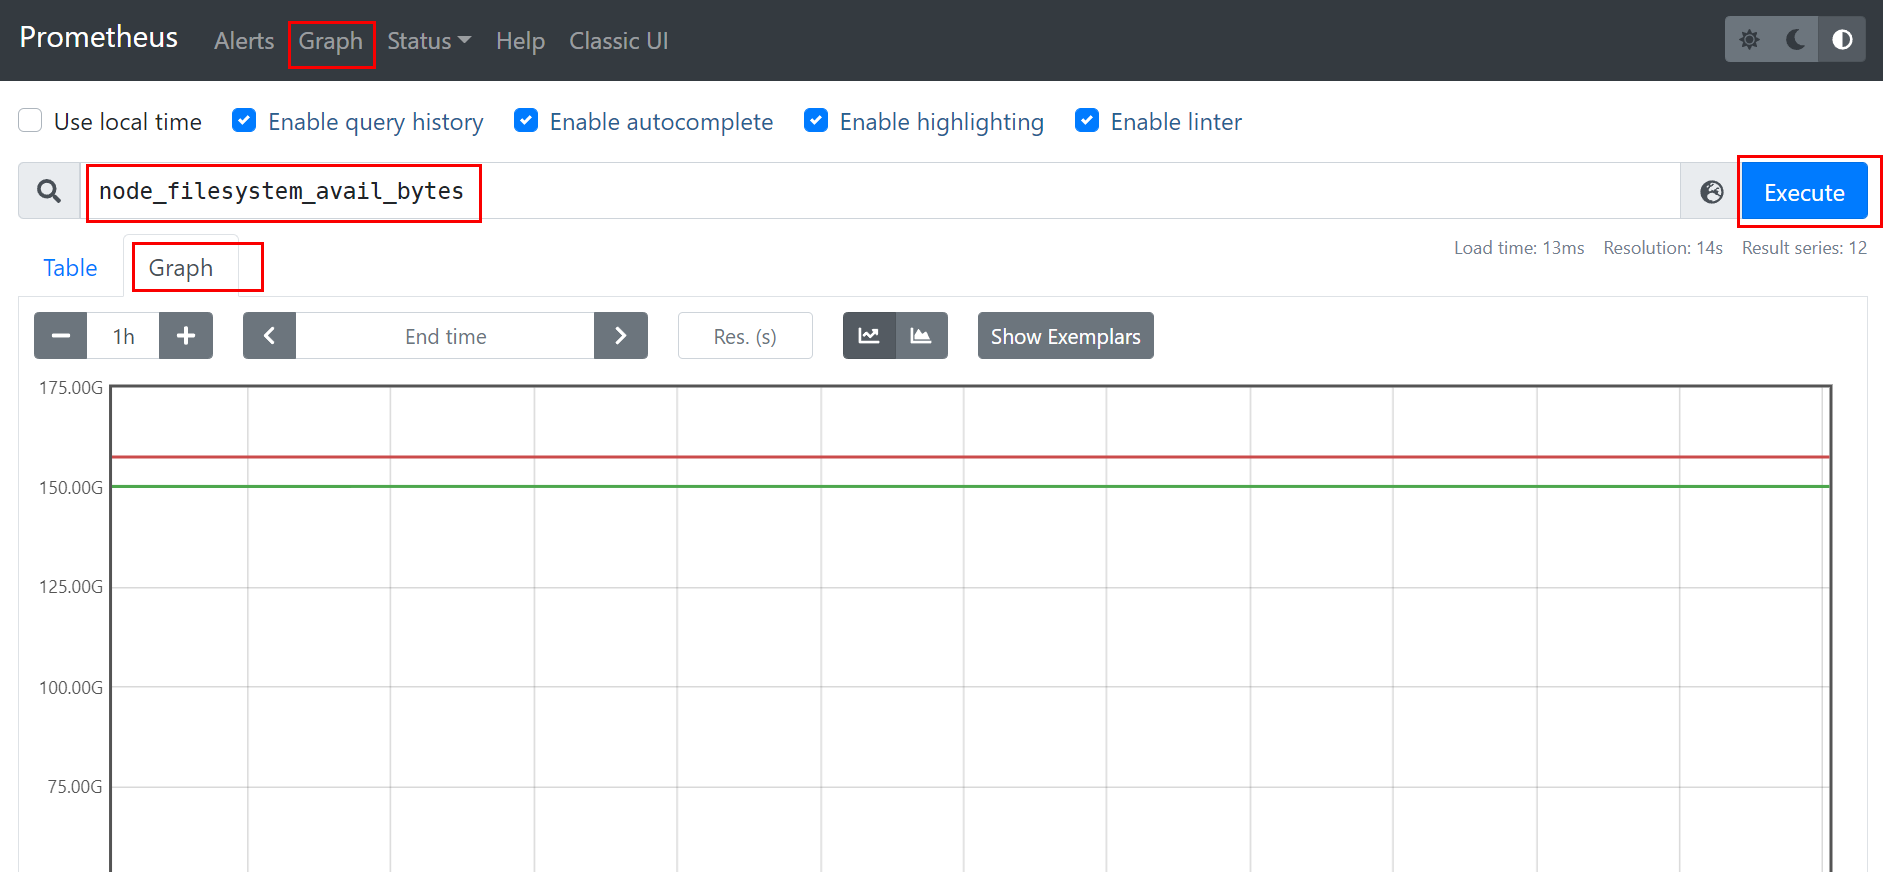 Prometheus Alerts Graph Status Help Classic UI
Use local time Enable query history Enable autocomplete Enable highlighting Enable linter
node_filesystem_avail_bytes Execute
Load time: 13ms Resolution: 14s Result series: 12
Table Graph
1h End time Res. (s) Show Exemplars
175.00G
150.00G
125.00G
100.00G
75.00G